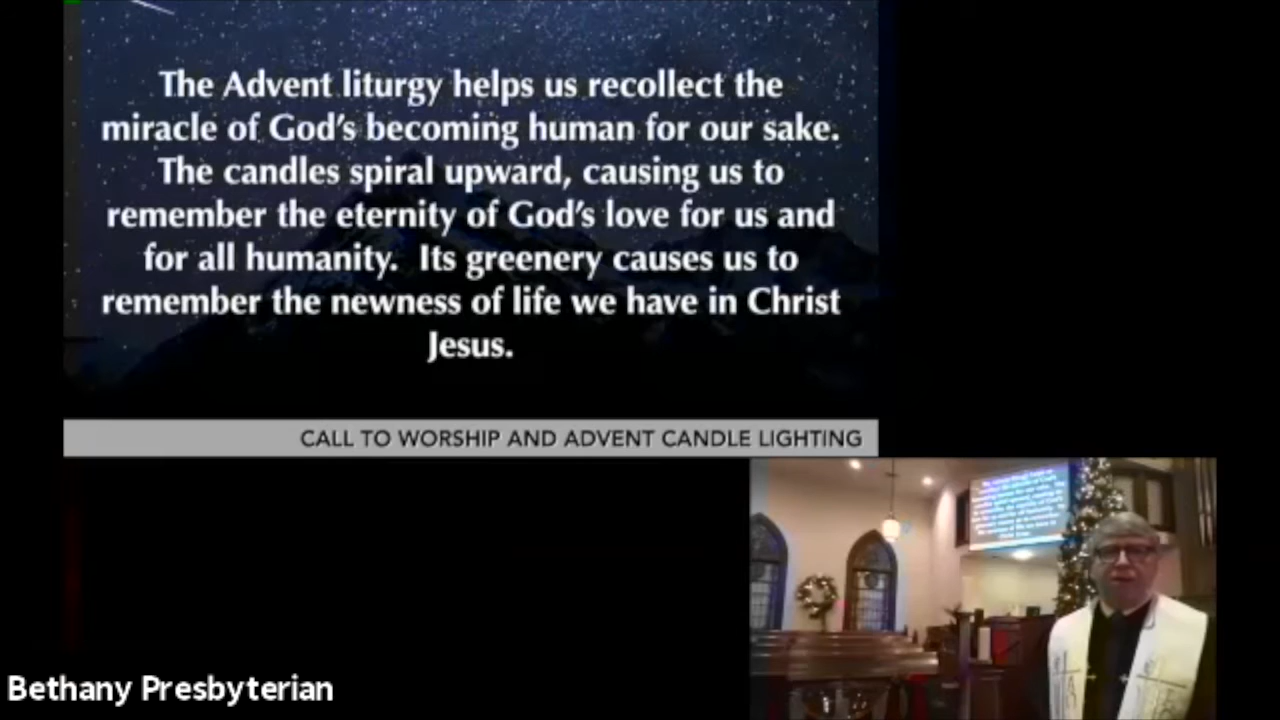 The Advent liturgy helps us recollect the
miracle of God's becoming human for our sake.
The candles spiral upward, causing us to
remember the eternity of God's love for us and
for all humanity. Its greenery causes us to
remember the newness of life we have in Christ
Jesus.
CALL TO WORSHIP AND ADVENT CANDLE LIGHTING
Bethany Presbyterian